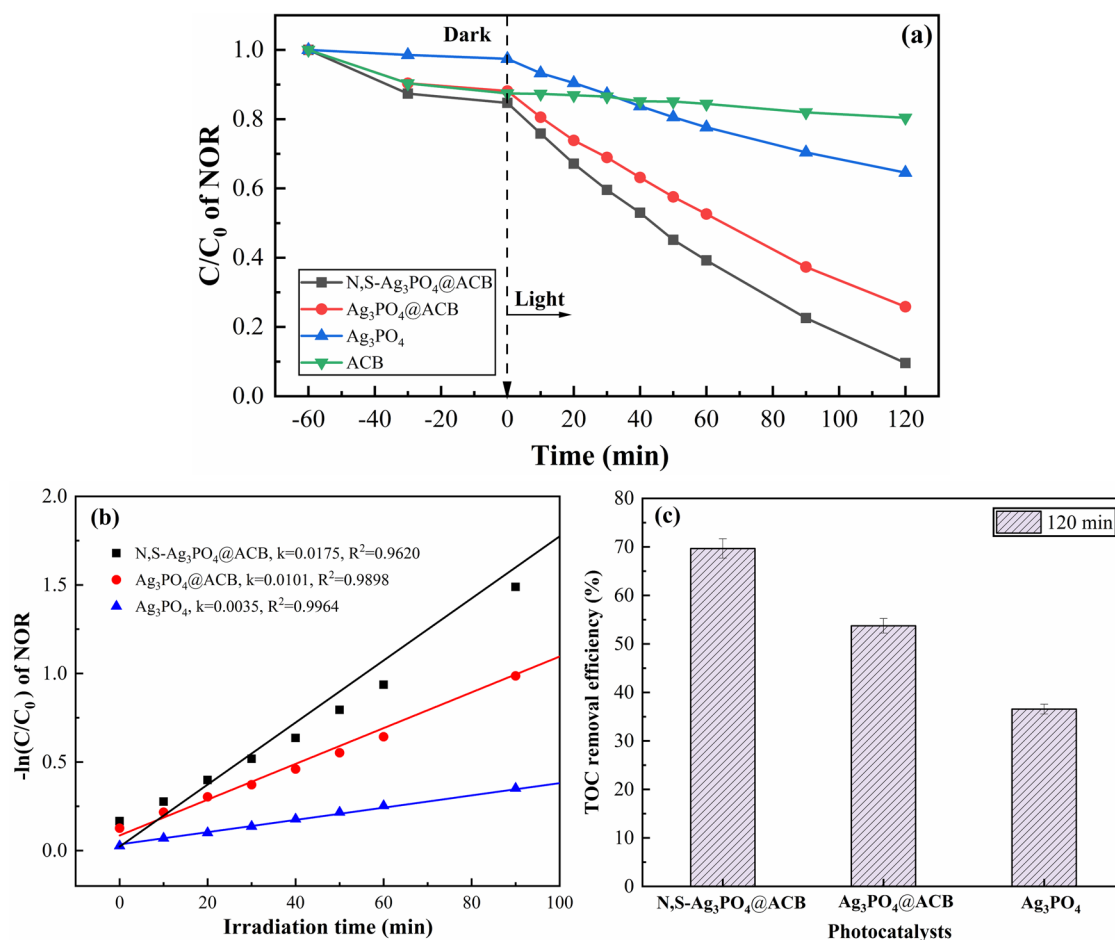 (a)
Dark
Light
C/C₀ of NOR
1.0
0.8
0.6
0.4
0.2
0.0
N,S-Ag₃PO₄@ACB
Ag₃PO₄@ACB
Ag₃PO₄
ACB
-60 -40 -20 0 20 40 60 80 100 120
Time (min)
(b)
-ln(C/C₀) of NOR
2.0
1.5
1.0
0.5
0.0
N,S-Ag₃PO₄@ACB, k=0.0175, R²=0.9620
Ag₃PO₄@ACB, k=0.0101, R²=0.9898
Ag₃PO₄, k=0.0035, R²=0.9964
0 20 40 60 80 100
Irradiation time (min)
(c)
120 min
TOC removal efficiency (%)
80
70
60
50
40
30
20
10
0
N,S-Ag₃PO₄@ACB Ag₃PO₄@ACB Ag₃PO₄
Photocatalysts